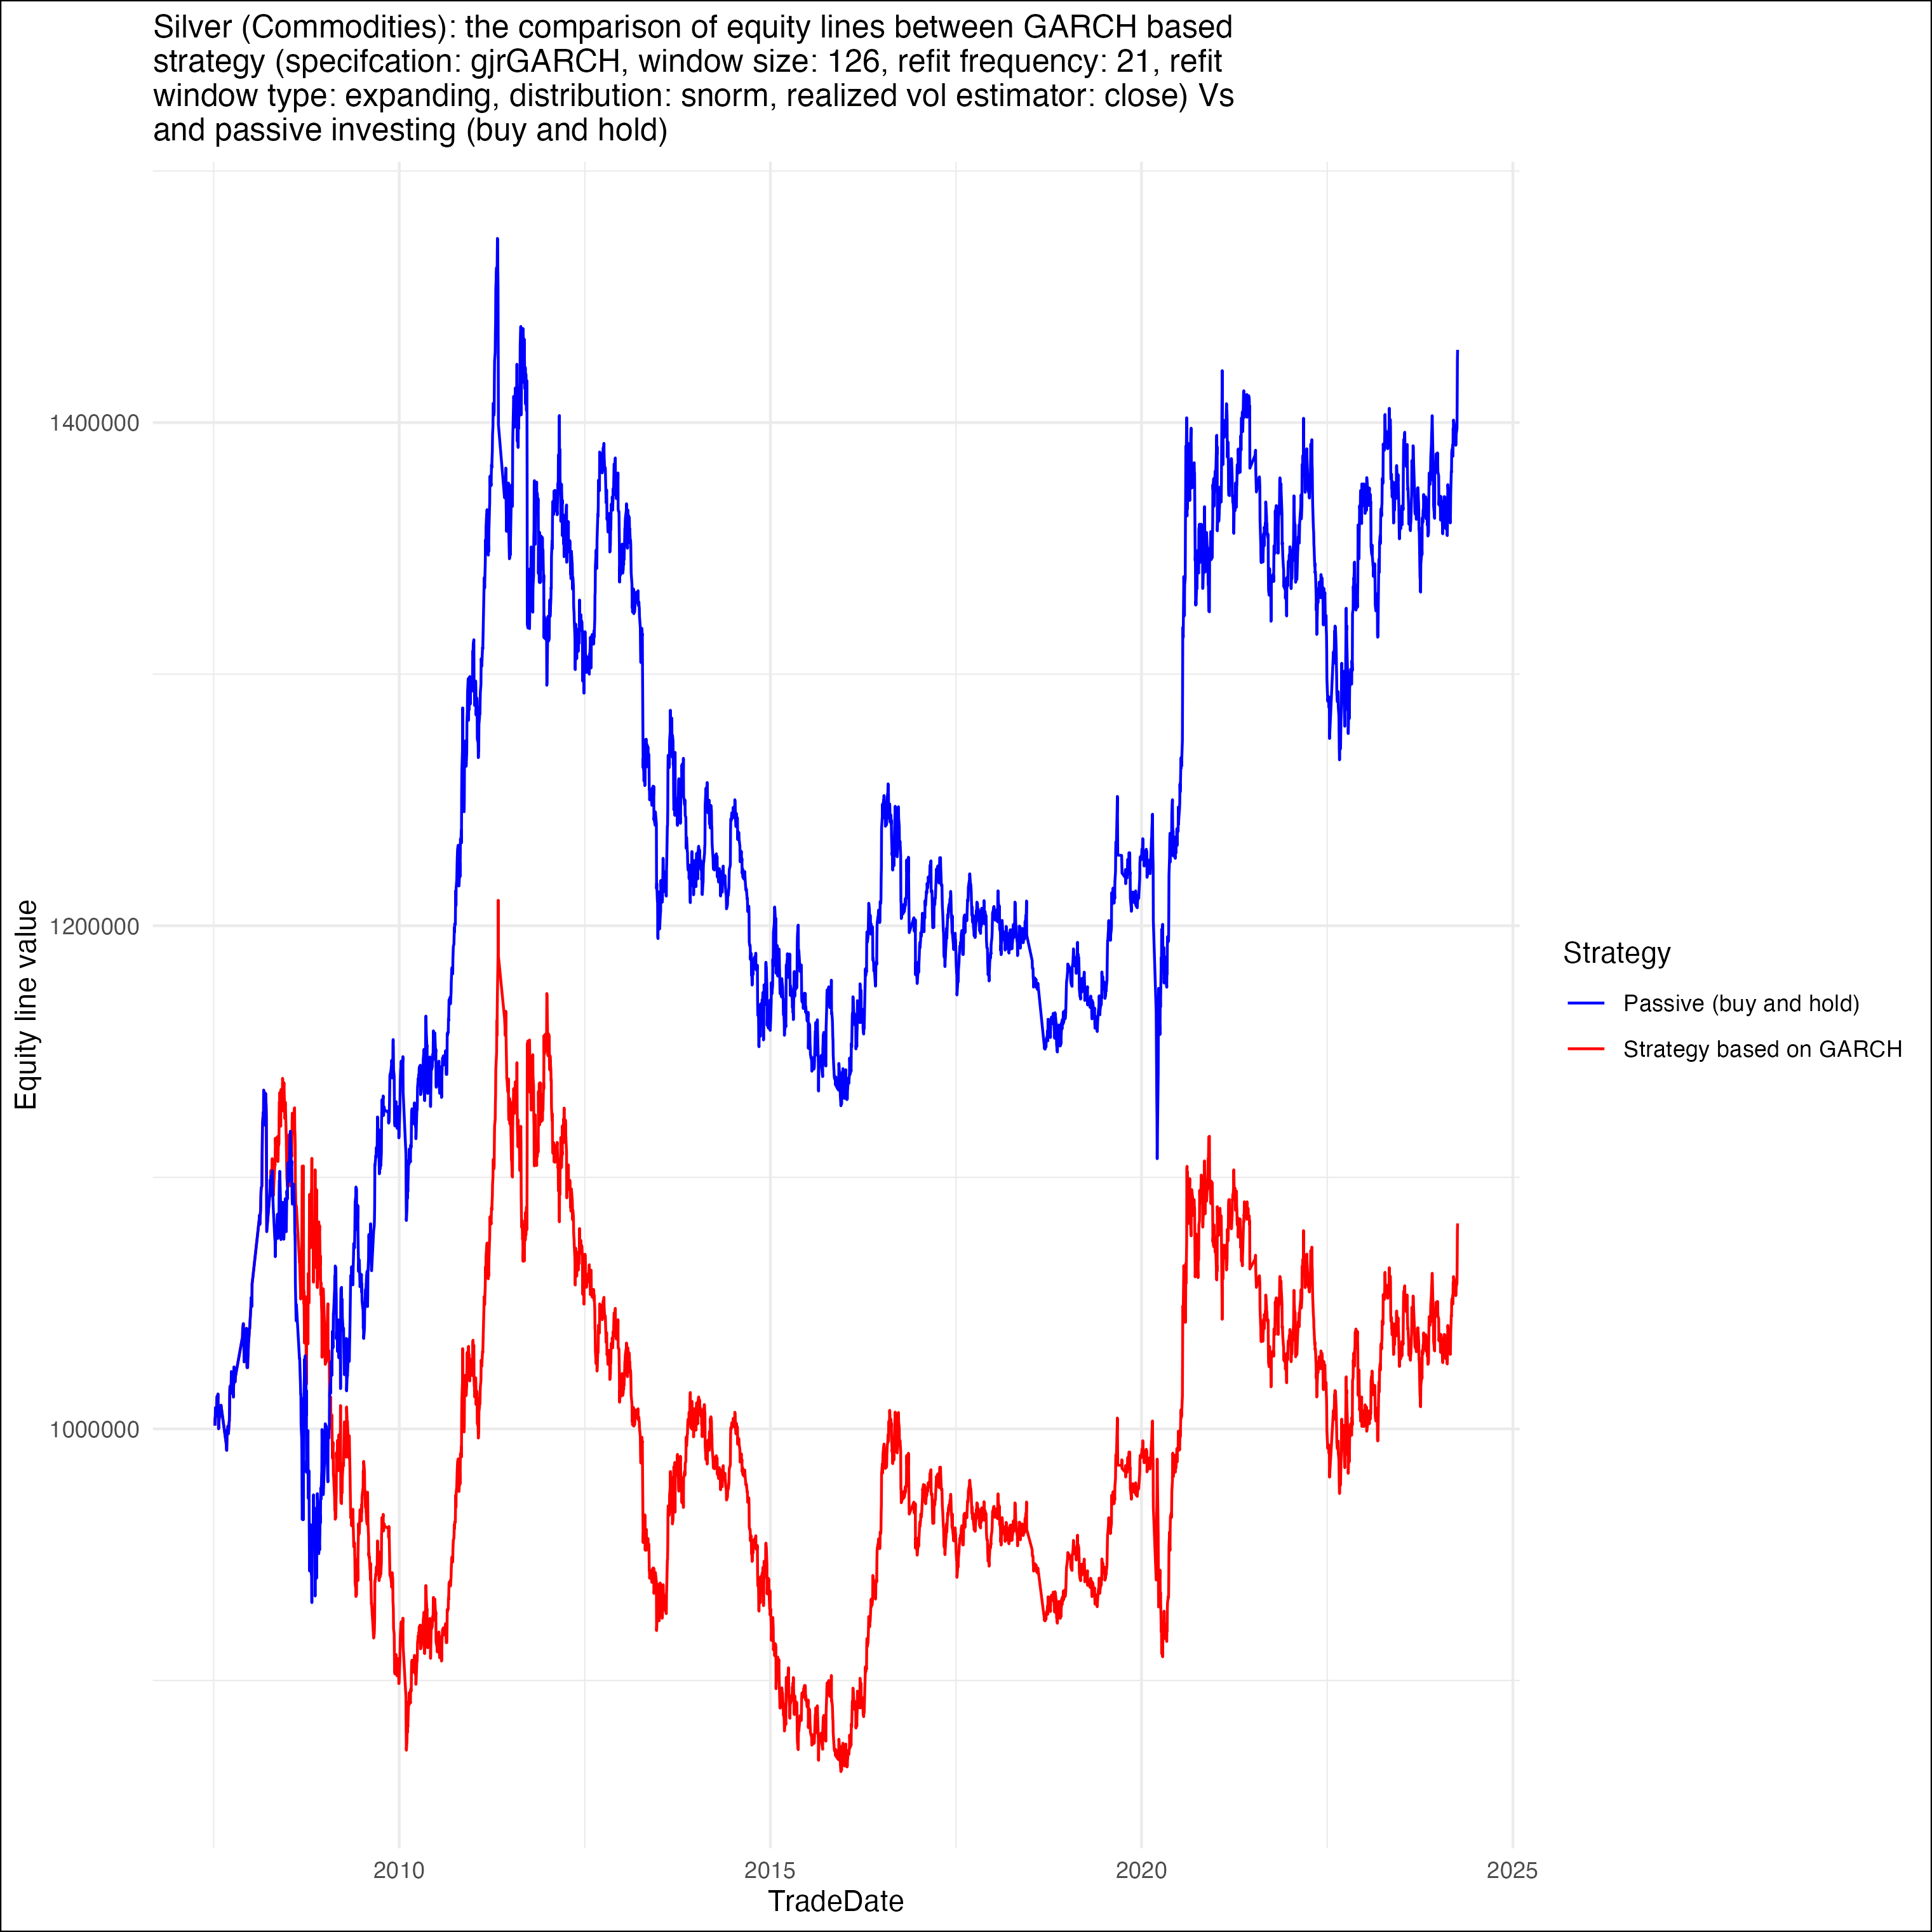 Silver (Commodities): the comparison of equity lines between GARCH based
strategy (specifcation: gjrGARCH, window size: 126, refit frequency: 21, refit
window type: expanding, distribution: snorm, realized vol estimator: close) Vs
and passive investing (buy and hold)
Equity line value
1400000
1200000
1000000
2010
2015
2020
2025
TradeDate
Strategy
Passive (buy and hold)
Strategy based on GARCH